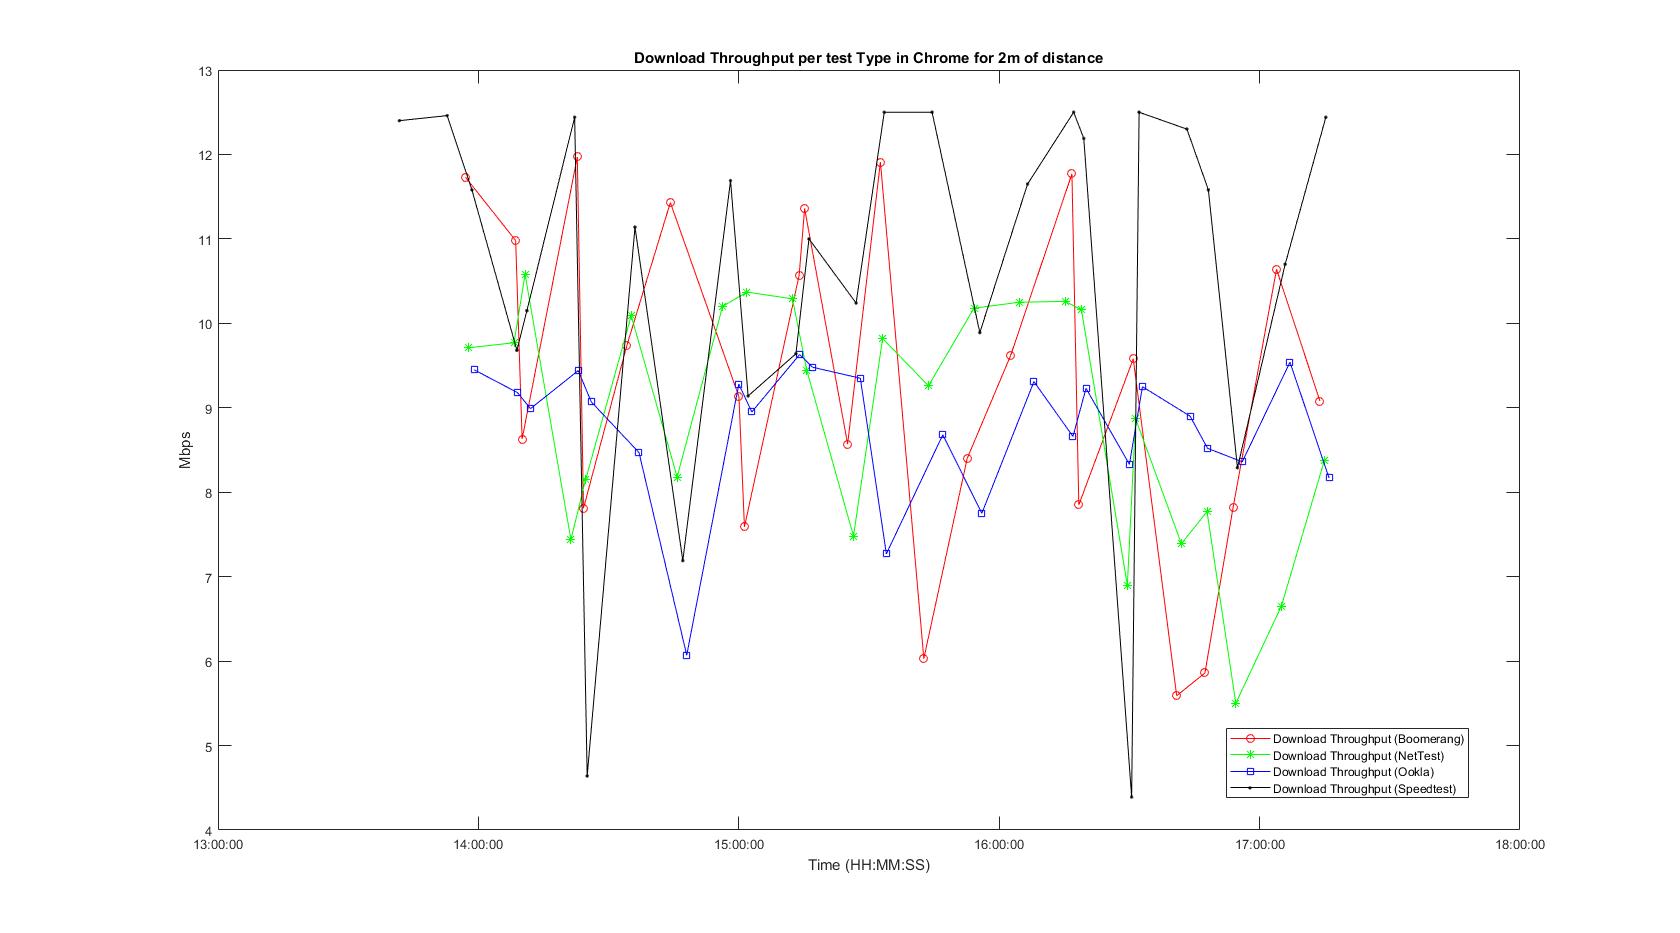 Download Throughput per test Type in Chrome for 2m of distance
13
12
11
10
9
8
7
6
5
4
Mbps
13:00:00
14:00:00
15:00:00
16:00:00
17:00:00
18:00:00
Time (HH:MM:SS)
Download Throughput (Boomerang)
Download Throughput (NetTest)
Download Throughput (Ookla)
Download Throughput (Speedtest)